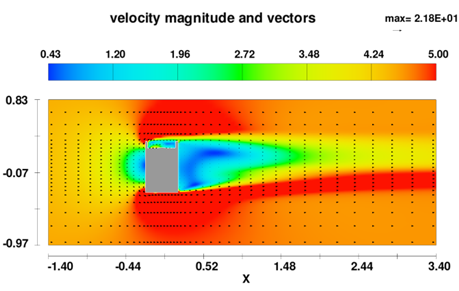 velocity magnitude and vectors
max= 2.18E+01
0.43 1.20 1.96 2.72 3.48 4.24 5.00
0.83
-0.07
-0.97
-1.40 -0.44 0.52 1.48 2.44 3.40
X